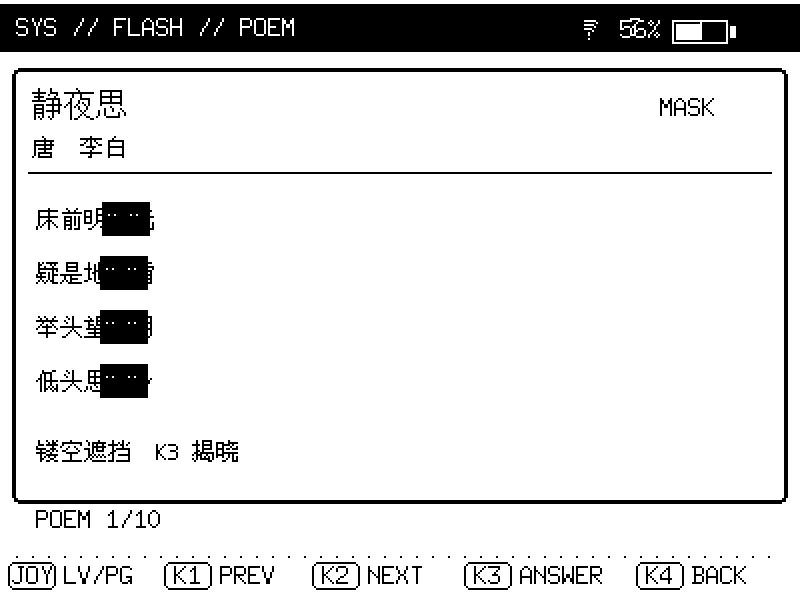 SYS // FLASH // POEM 56%
静夜思 MASK
唐 李白
床前明
疑是地
举头望
低头思
镂空遮挡 K3 揭晓
POEM 1/10
JOY LV/PG K1 PREV K2 NEXT K3 ANSWER K4 BACK